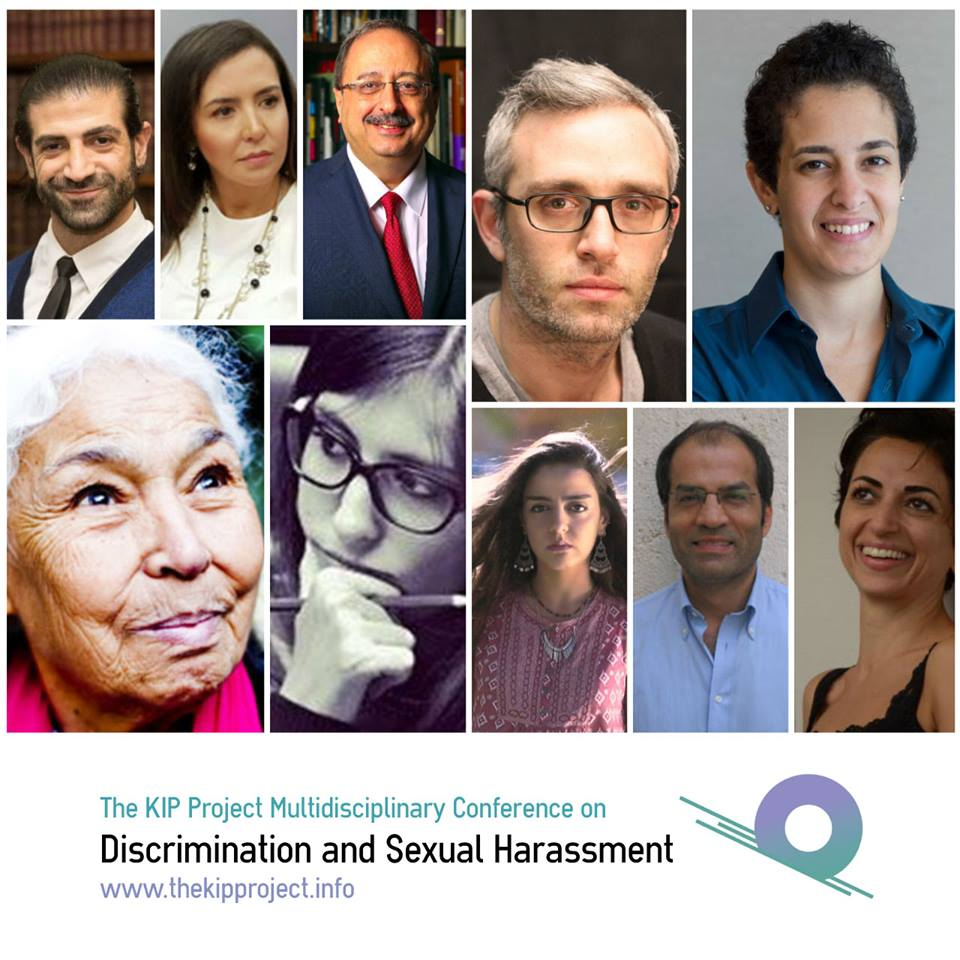 The KIP Project Multidisciplinary Conference on
Discrimination and Sexual Harassment
www.thekipproject.info